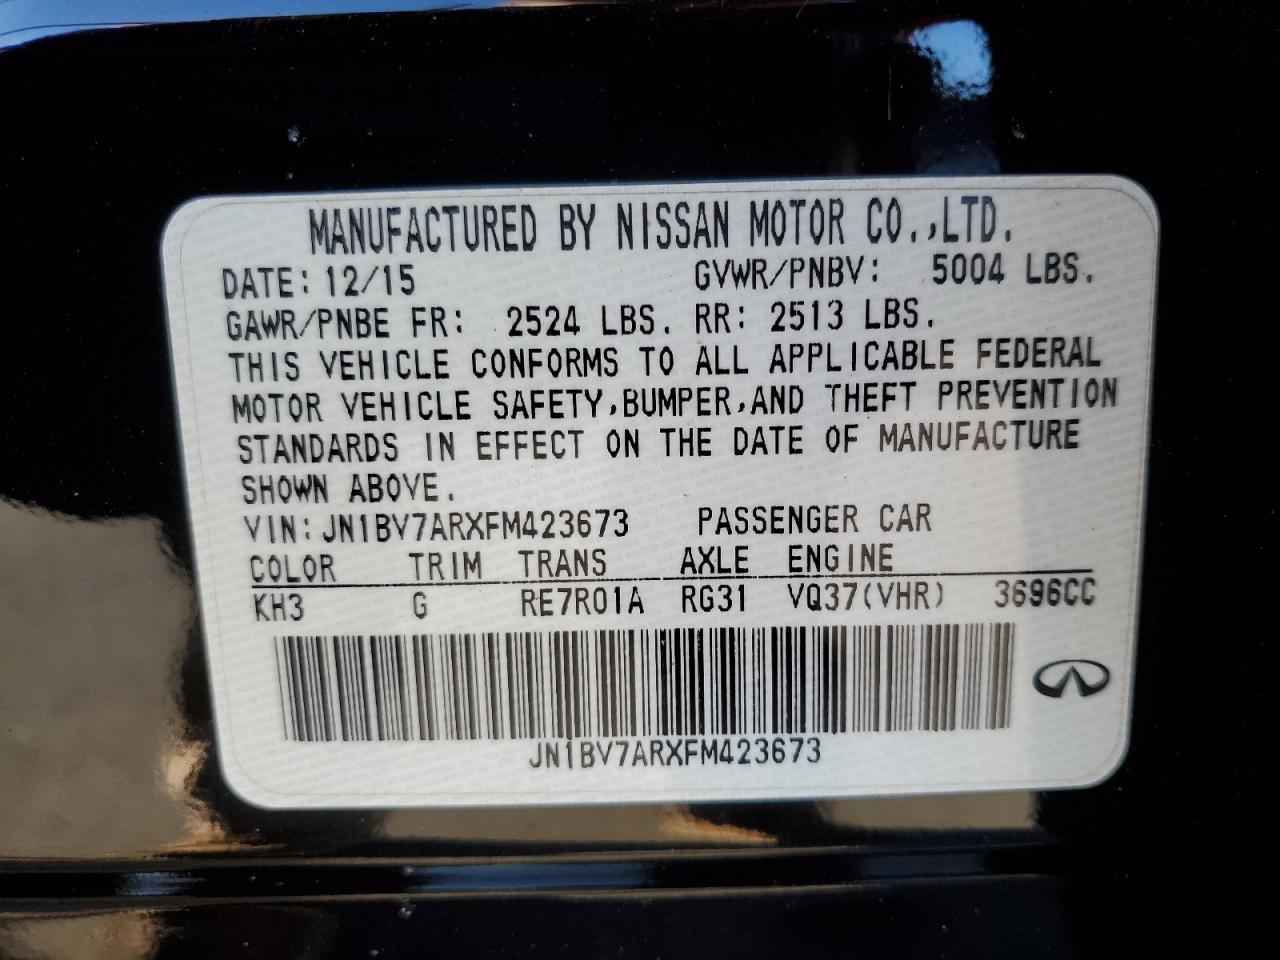 MANUFACTURED BY NISSAN MOTOR CO.,LTD.
DATE: 12/15 GVWR/PNBV: 5004 LBS.
GAWR/PNBE FR: 2524 LBS. RR: 2513 LBS.
THIS VEHICLE CONFORMS TO ALL APPLICABLE FEDERAL
MOTOR VEHICLE SAFETY,BUMPER,AND THEFT PREVENTION
STANDARDS IN EFFECT ON THE DATE OF MANUFACTURE
SHOWN ABOVE.
VIN:JN1BV7ARXFM423673 PASSENGER CAR
COLOR TRIM TRANS AXLE ENGINE
KH3 G RE7R01A RG31 VQ37(VHR) 3696CC
JN1BV7ARXFM423673